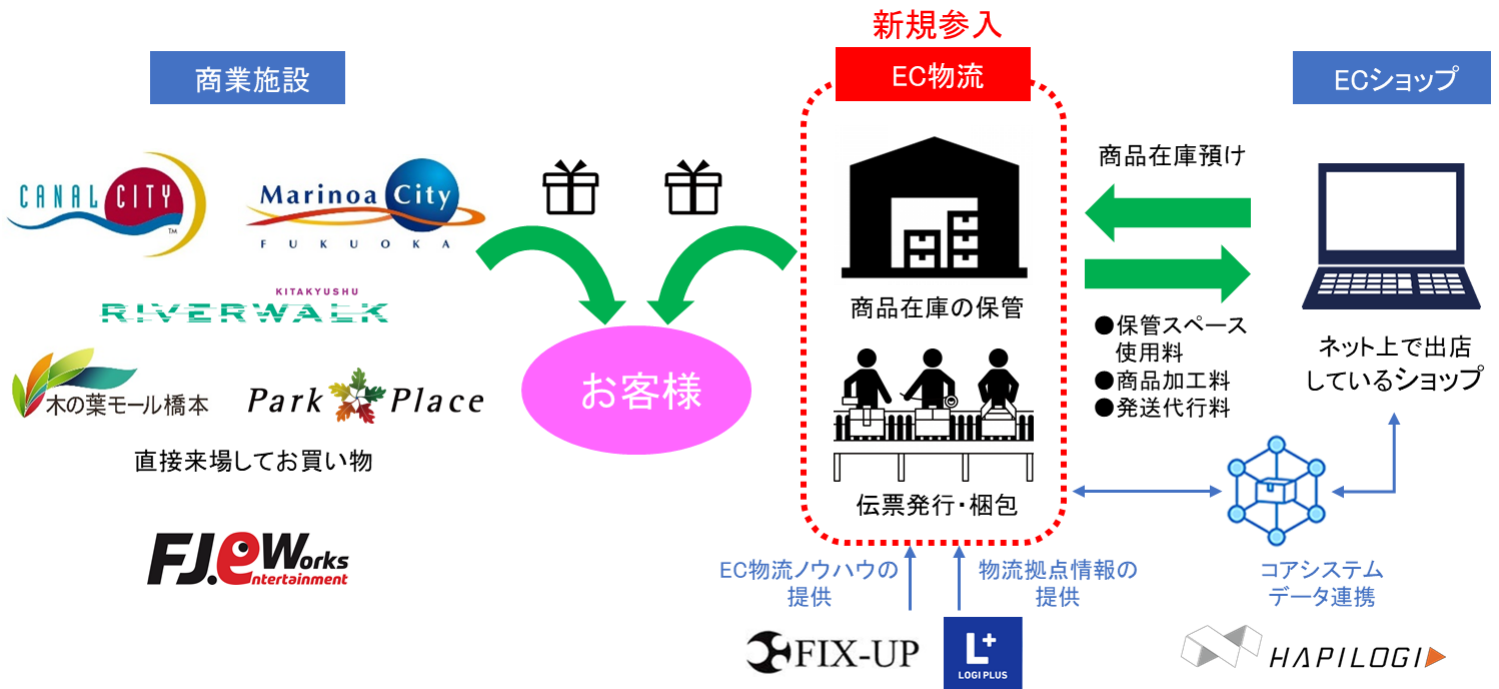 新規参入
商業施設
EC物流
ECショップ
CANAL CITY
TM
Marinoa City
FUKUOKA
KITAKYUSHU
RIVERWALK
木の葉モール橋本
Park Place
直接来場してお買い物
FJ.eWorks
ntertainment
お客様
商品在庫の保管
伝票発行・梱包
商品在庫預け
●保管スペース
使用料
●商品加工料
●発送代行料
ネット上で出店
しているショップ
EC物流ノウハウの
提供
物流拠点情報の
提供
コアシステム
データ連携
FIX-UP
L+
LOGI PLUS
HAPILOGI